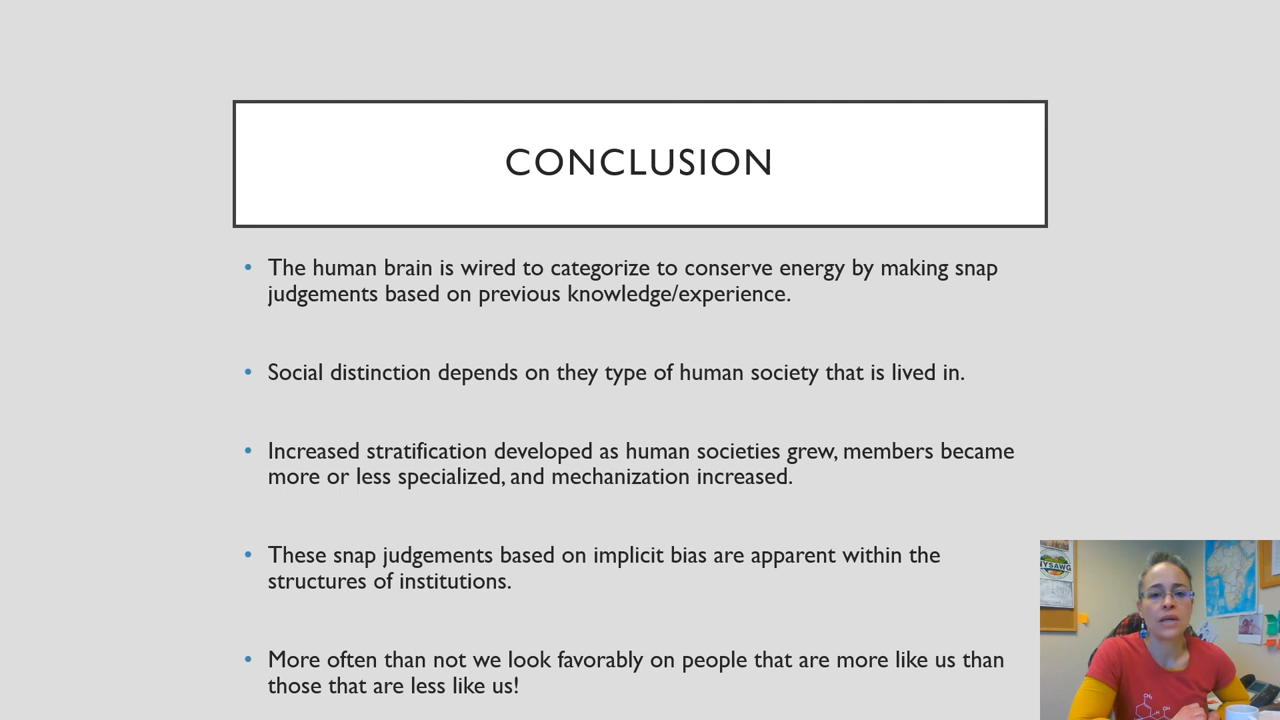 CONCLUSION
• The human brain is wired to categorize to conserve energy by making snap
judgements based on previous knowledge/experience.
• Social distinction depends on they type of human society that is lived in.
• Increased stratification developed as human societies grew, members became
more or less specialized, and mechanization increased.
• These snap judgements based on implicit bias are apparent within the
structures of institutions.
• More often than not we look favorably on people that are more like us than
those that are less like us!
NYSAWG